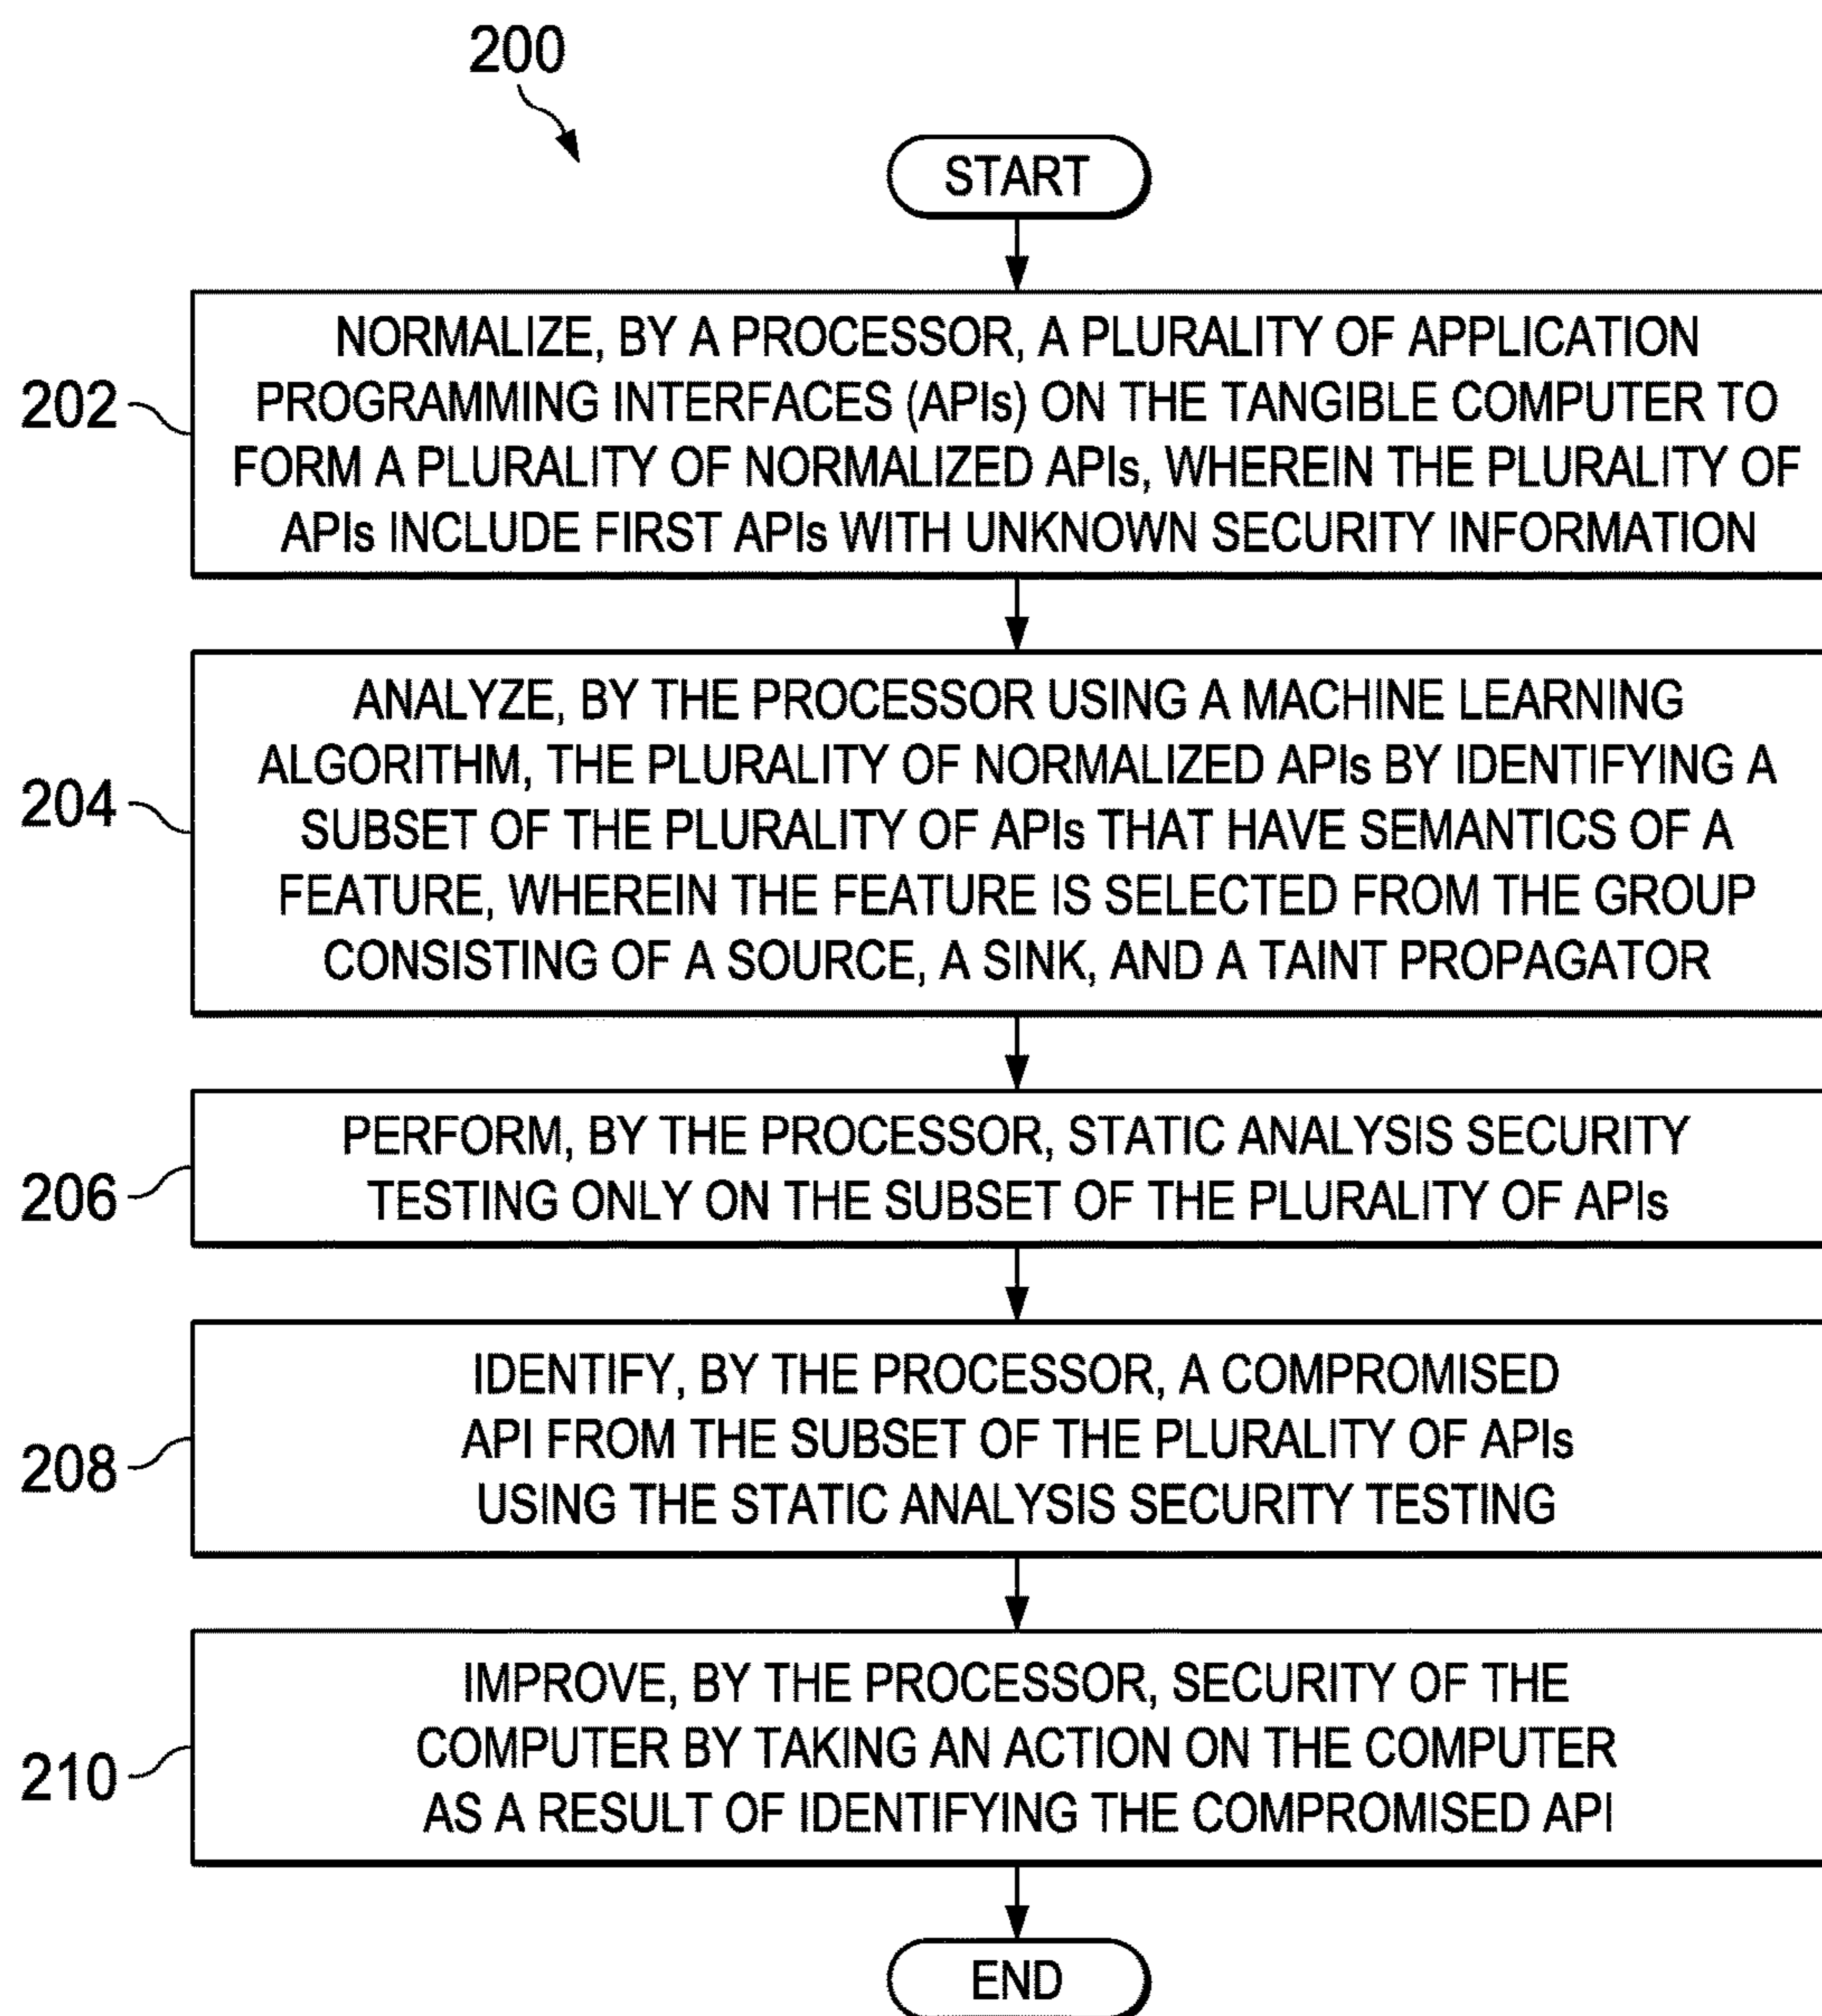 200
START
202
NORMALIZE, BY A PROCESSOR, A PLURALITY OF APPLICATION
PROGRAMMING INTERFACES (APIs) ON THE TANGIBLE COMPUTER TO
FORM A PLURALITY OF NORMALIZED APIs, WHEREIN THE PLURALITY OF
APIs INCLUDE FIRST APIs WITH UNKNOWN SECURITY INFORMATION
204
ANALYZE, BY THE PROCESSOR USING A MACHINE LEARNING
ALGORITHM, THE PLURALITY OF NORMALIZED APIs BY IDENTIFYING A
SUBSET OF THE PLURALITY OF APIs THAT HAVE SEMANTICS OF A
FEATURE, WHEREIN THE FEATURE IS SELECTED FROM THE GROUP
CONSISTING OF A SOURCE, A SINK, AND A TAINT PROPAGATOR
206
PERFORM, BY THE PROCESSOR, STATIC ANALYSIS SECURITY
TESTING ONLY ON THE SUBSET OF THE PLURALITY OF APIs
208
IDENTIFY, BY THE PROCESSOR, A COMPROMISED
API FROM THE SUBSET OF THE PLURALITY OF APIs
USING THE STATIC ANALYSIS SECURITY TESTING
210
IMPROVE, BY THE PROCESSOR, SECURITY OF THE
COMPUTER BY TAKING AN ACTION ON THE COMPUTER
AS A RESULT OF IDENTIFYING THE COMPROMISED API
END